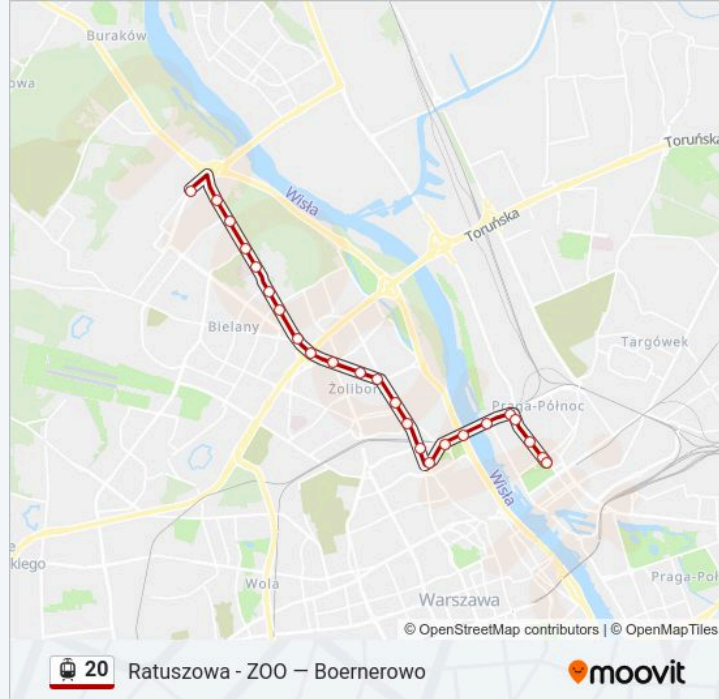 Buraków
owa
Wisła
Toruńska
Toruńska
Bielany
Targówek
Żolibor
Praga-Północ
Wisła
e
kiego
Wola
Praga-Poł
Warszawa
© OpenStreetMap contributors | © OpenMapTiles
20 Ratuszowa - ZOO — Boernerowo
moovit